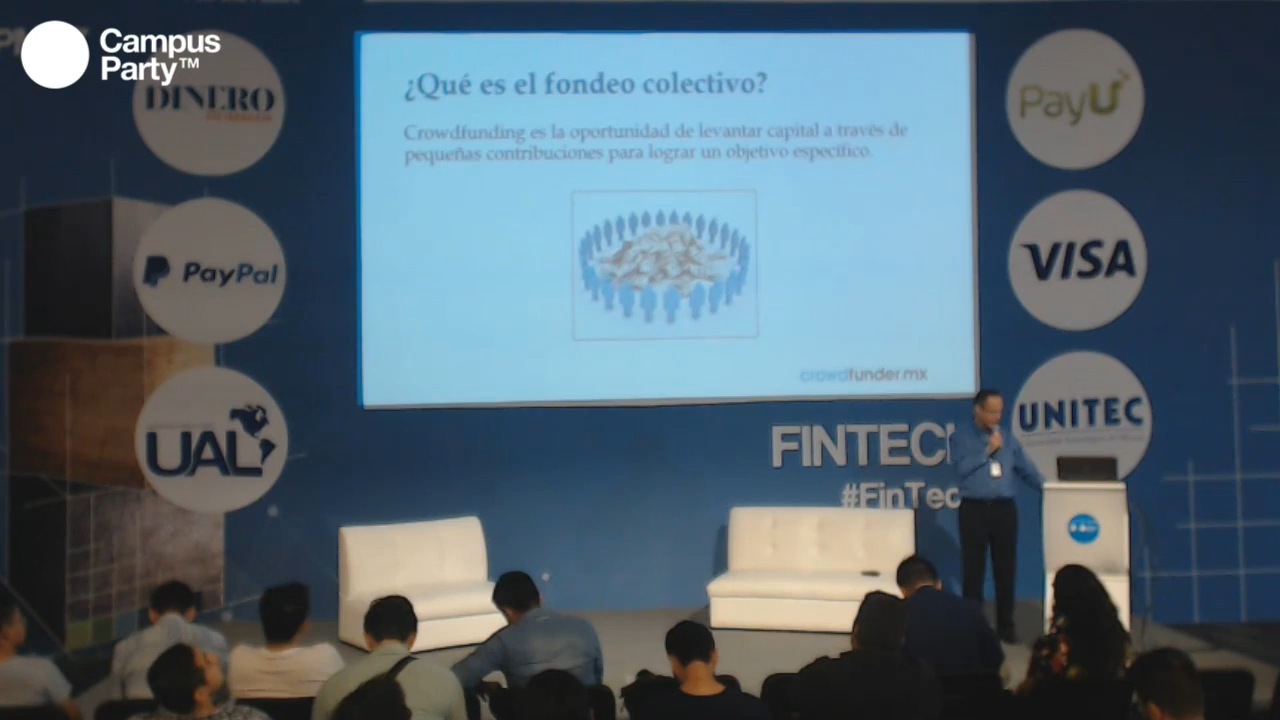 Campus
Party™
DINERO
PayPal
UAL
¿Qué es el fondeo colectivo?
Crowdfunding es la oportunidad de levantar capital a través de
pequeñas contribuciones para lograr un objetivo específico.
crowdfunder.mx
PayU
VISA
UNITEC
FINTEC
#FinTec